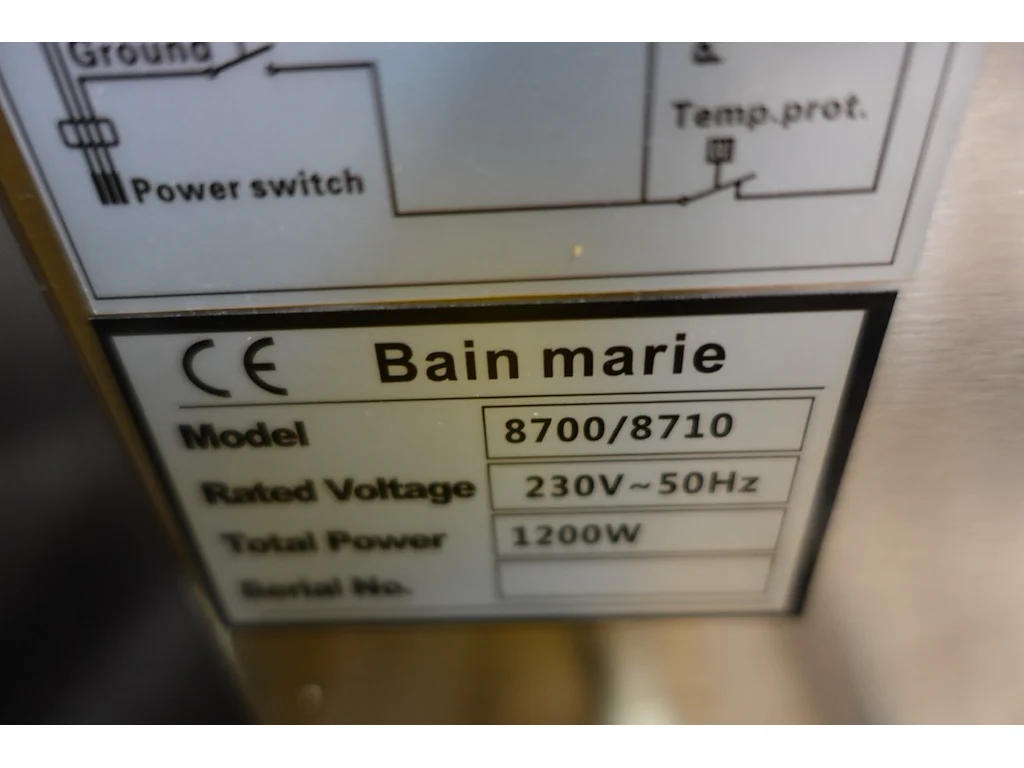 Ground
Temp.prot.
Power switch
CE Bain marie
Model 8700/8710
Rated Voltage 230V~50Hz
Total Power 1200W
Serial No.